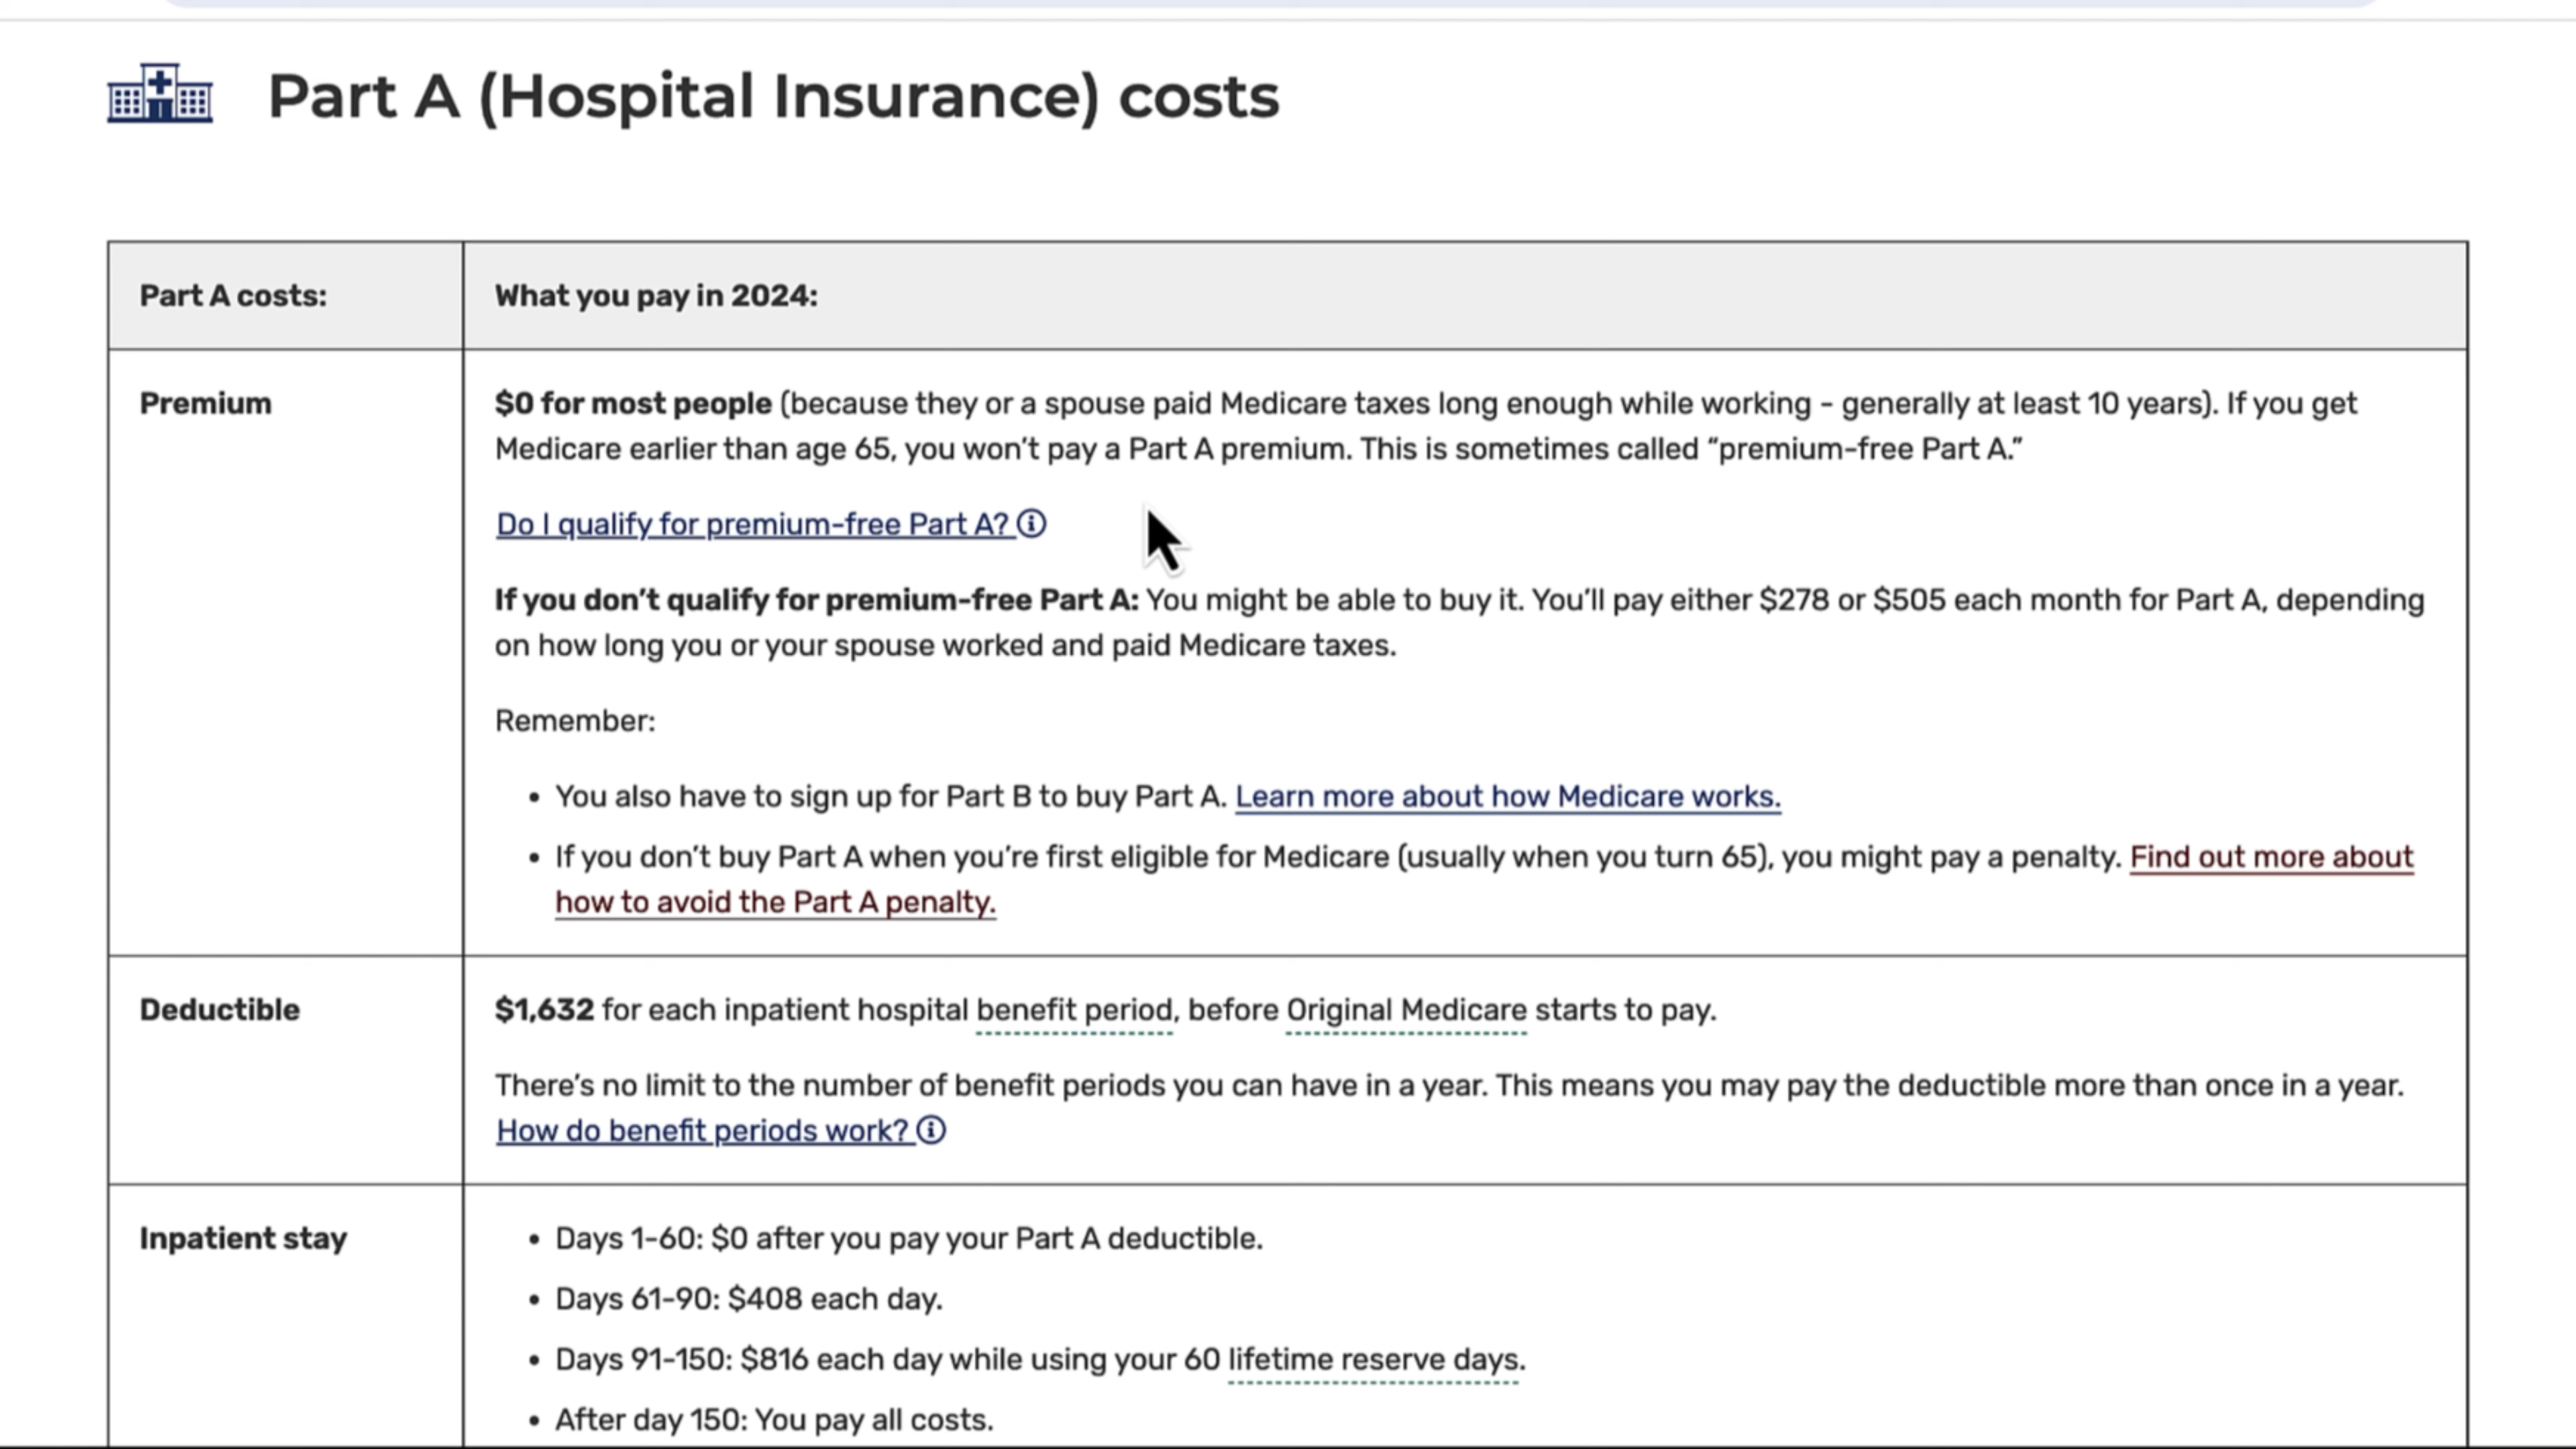 Part A (Hospital Insurance) costs
Part A costs:
What you pay in 2024:
Premium
$0 for most people (because they or a spouse paid Medicare taxes long enough while working - generally at least 10 years). If you get
Medicare earlier than age 65, you won’t pay a Part A premium. This is sometimes called “premium-free Part A.”
Do I qualify for premium-free Part A?
If you don’t qualify for premium-free Part A: You might be able to buy it. You’ll pay either $278 or $505 each month for Part A, depending
on how long you or your spouse worked and paid Medicare taxes.
Remember:
• You also have to sign up for Part B to buy Part A. Learn more about how Medicare works.
• If you don’t buy Part A when you’re first eligible for Medicare (usually when you turn 65), you might pay a penalty. Find out more about
how to avoid the Part A penalty.
Deductible
$1,632 for each inpatient hospital benefit period, before Original Medicare starts to pay.
There’s no limit to the number of benefit periods you can have in a year. This means you may pay the deductible more than once in a year.
How do benefit periods work?
Inpatient stay
• Days 1-60: $0 after you pay your Part A deductible.
• Days 61-90: $408 each day.
• Days 91-150: $816 each day while using your 60 lifetime reserve days.
• After day 150: You pay all costs.